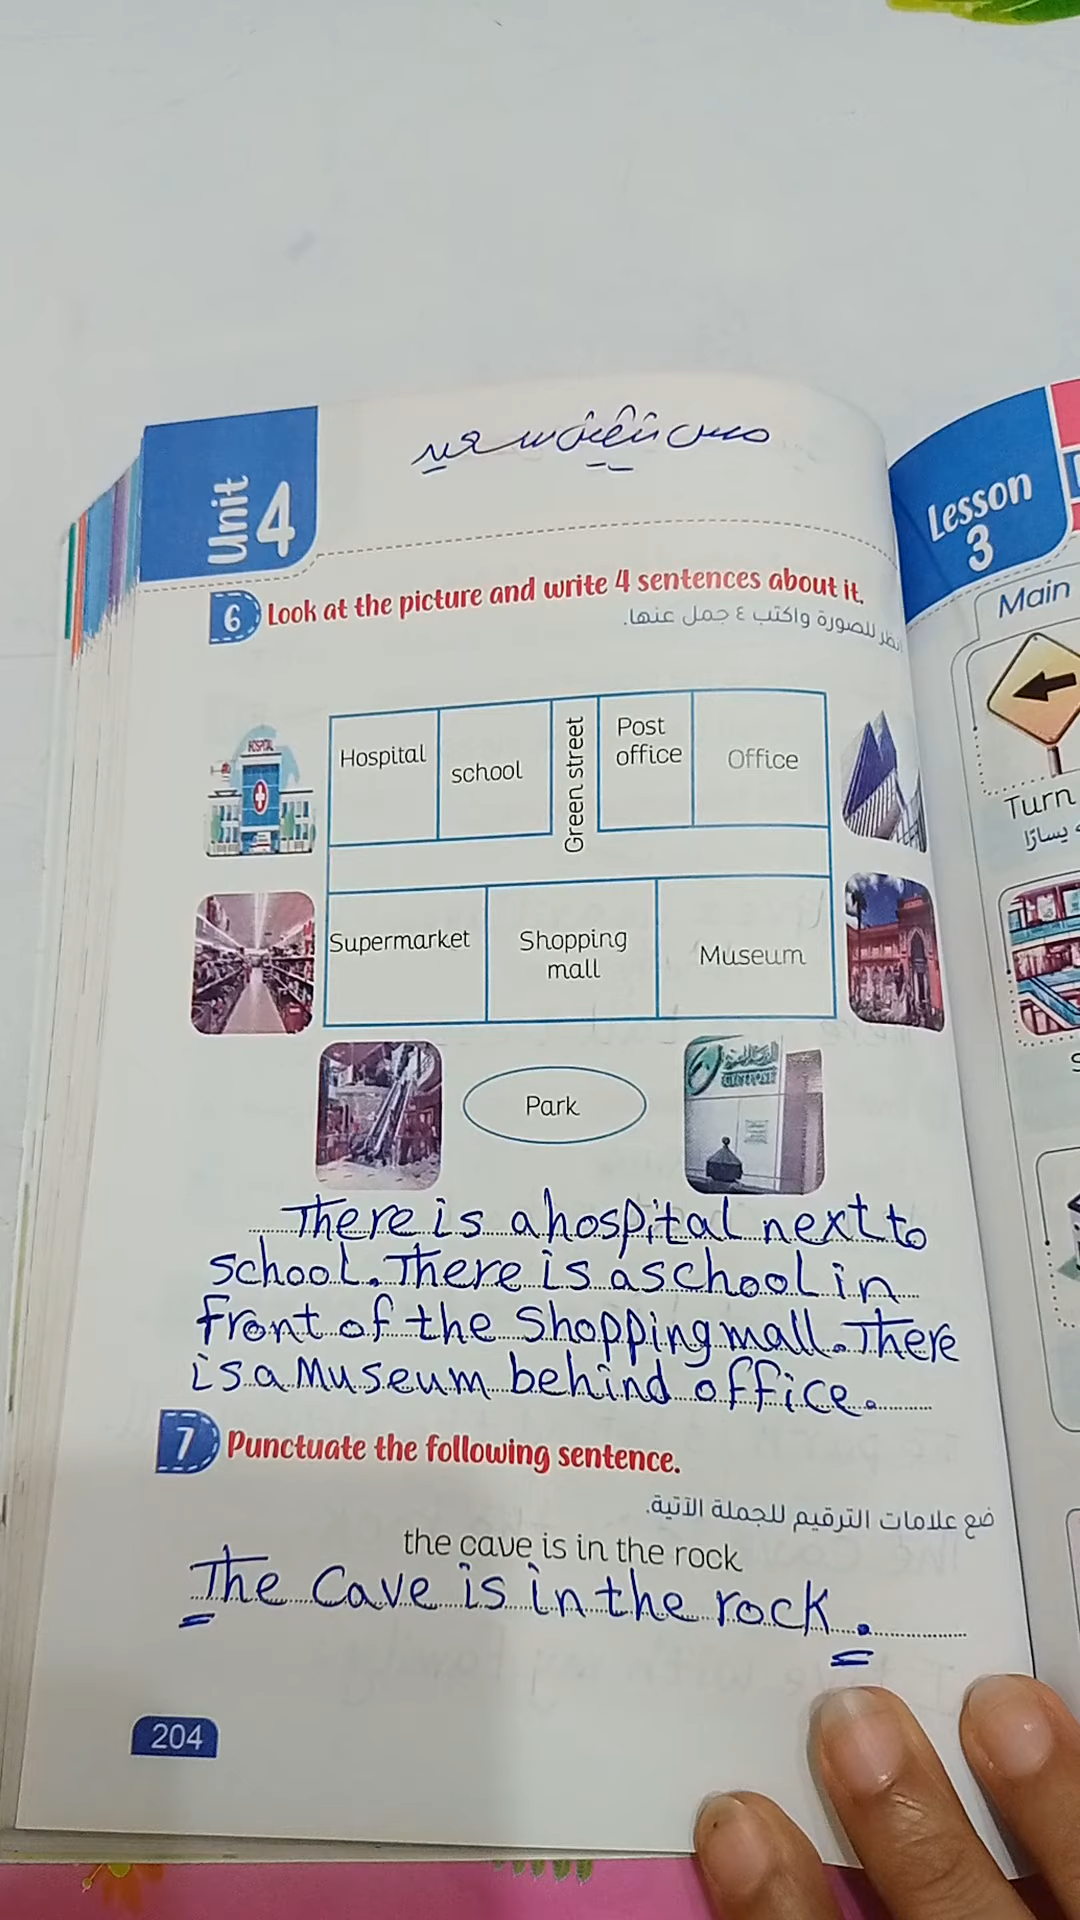 مس
سعيد
Unit
4
6 Look at the picture and write 4 sentences about it.
للصورة واكتب ٤ جمل عنها.
Hospital
school
Green street
Post
office
Office
HOSPITAL
Supermarket
Shopping
mall
Museum
Park
There is a hospital next to
school. There is a school in
front of the Shopping mall. There
is a Museum behind office.
7 Punctuate the following sentence.
ضع علامات الترقيم للجملة الآتية.
the cave is in the rock
The Cave is in the rock.
204
Lesson
3
Main
Turn
يسارًا